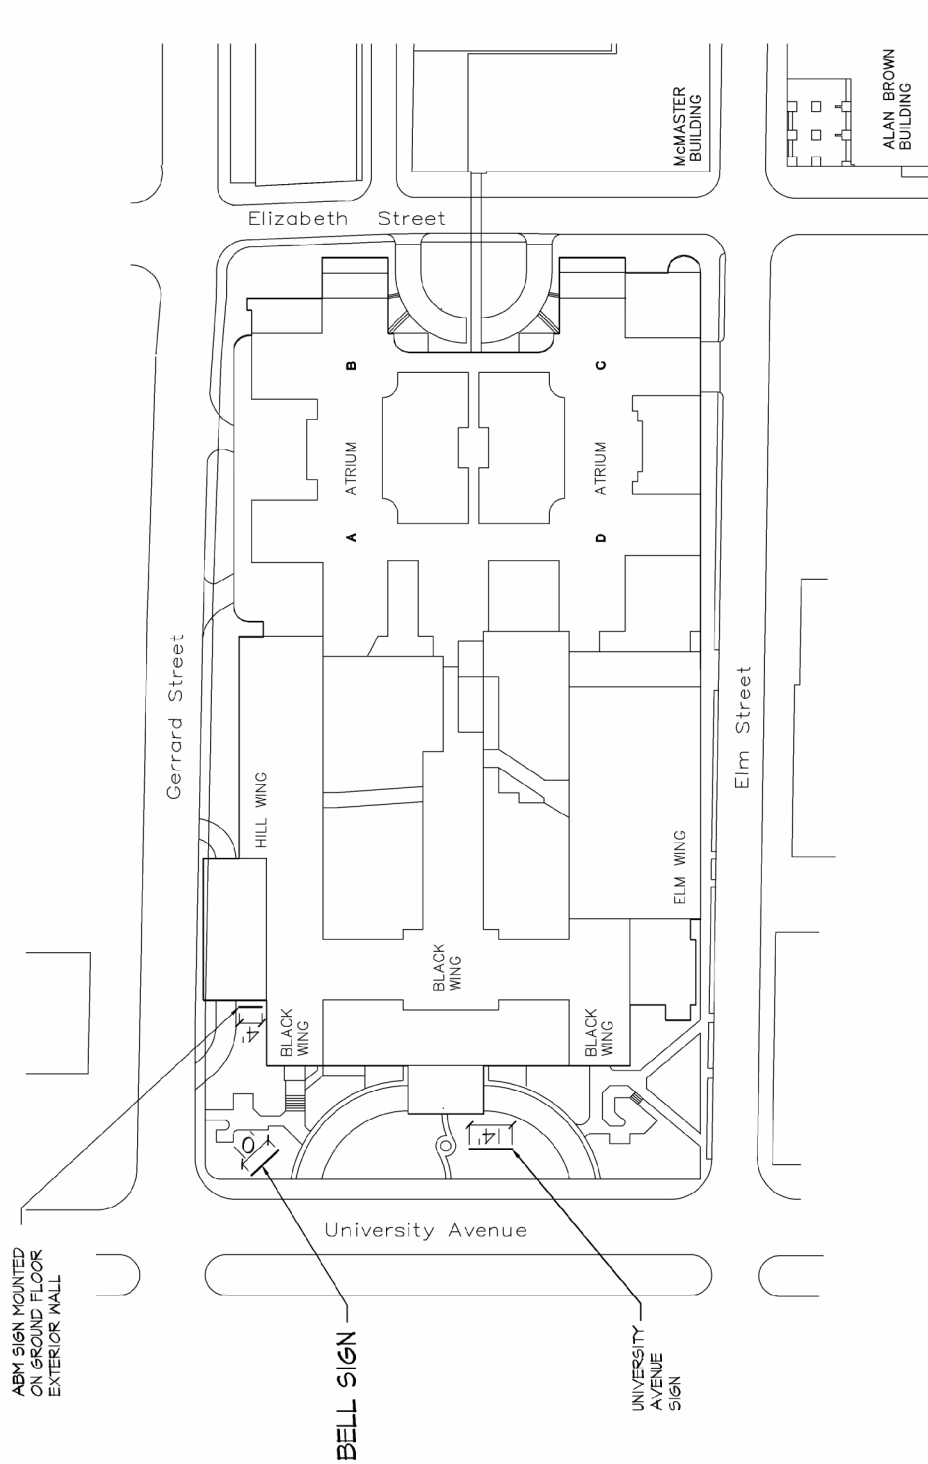 ALAN BROWN
BUILDING
McMASTER
BUILDING
Elizabeth Street
B
C
ATRIUM
ATRIUM
A
D
Gerrard Street
Elm Street
HILL WING
ELM WING
BLACK
WING
BLACK
WING
BLACK
WING
14'
University Avenue
ABM SIGN MOUNTED
ON GROUND FLOOR
EXTERIOR WALL
BELL SIGN
UNIVERSITY
AVENUE
SIGN